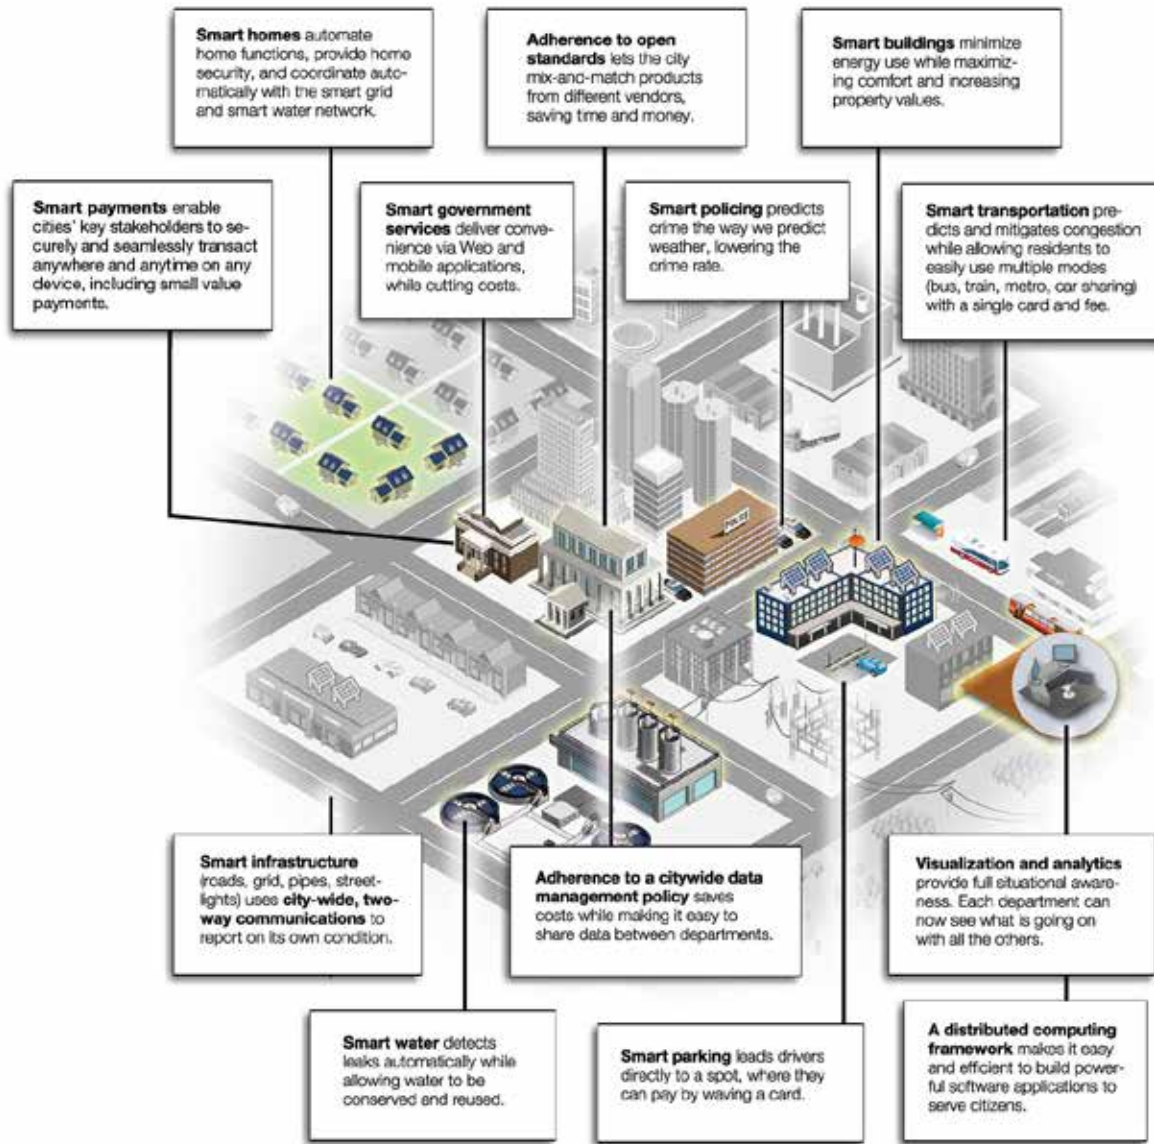 Smart homes automate
home functions, provide home
security, and coordinate auto-
matically with the smart grid
and smart water network.
Adherence to open
standards lets the city
mix-and-match products
from different vendors,
saving time and money.
Smart buildings minimize
energy use while maximiz-
ing comfort and increasing
property values.
Smart payments enable
cities' key stakeholders to se-
curely and seamlessly transact
anywhere and anytime on any
device, including small value
payments.
Smart government
services deliver conve-
nience via Web and
mobile applications,
while cutting costs.
Smart policing predicts
crime the way we predict
weather, lowering the
crime rate.
Smart transportation pre-
dicts and mitigates congestion
while allowing residents to
easily use multiple modes
(bus, train, metro, car sharing)
with a single card and fee.
POLICE
Smart infrastructure
(roads, grid, pipes, street-
lights) uses city-wide, two-
way communications to
report on its own condition.
Adherence to a citywide data
management policy saves
costs while making it easy to
share data between departments.
Visualization and analytics
provide full situational aware-
ness. Each department can
now see what is going on
with all the others.
Smart water detects
leaks automatically while
allowing water to be
conserved and reused.
Smart parking leads drivers
directly to a spot, where they
can pay by waving a card.
A distributed computing
framework makes it easy
and efficient to build power-
ful software applications to
serve citizens.